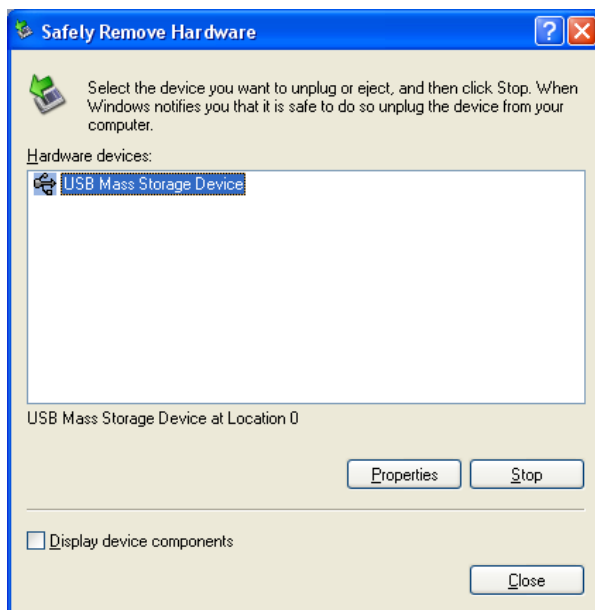 Safely Remove Hardware
Select the device you want to unplug or eject, and then click Stop. When
Windows notifies you that it is safe to do so unplug the device from your
computer.
Hardware devices:
USB Mass Storage Device
USB Mass Storage Device at Location 0
Properties Stop
Display device components
Close